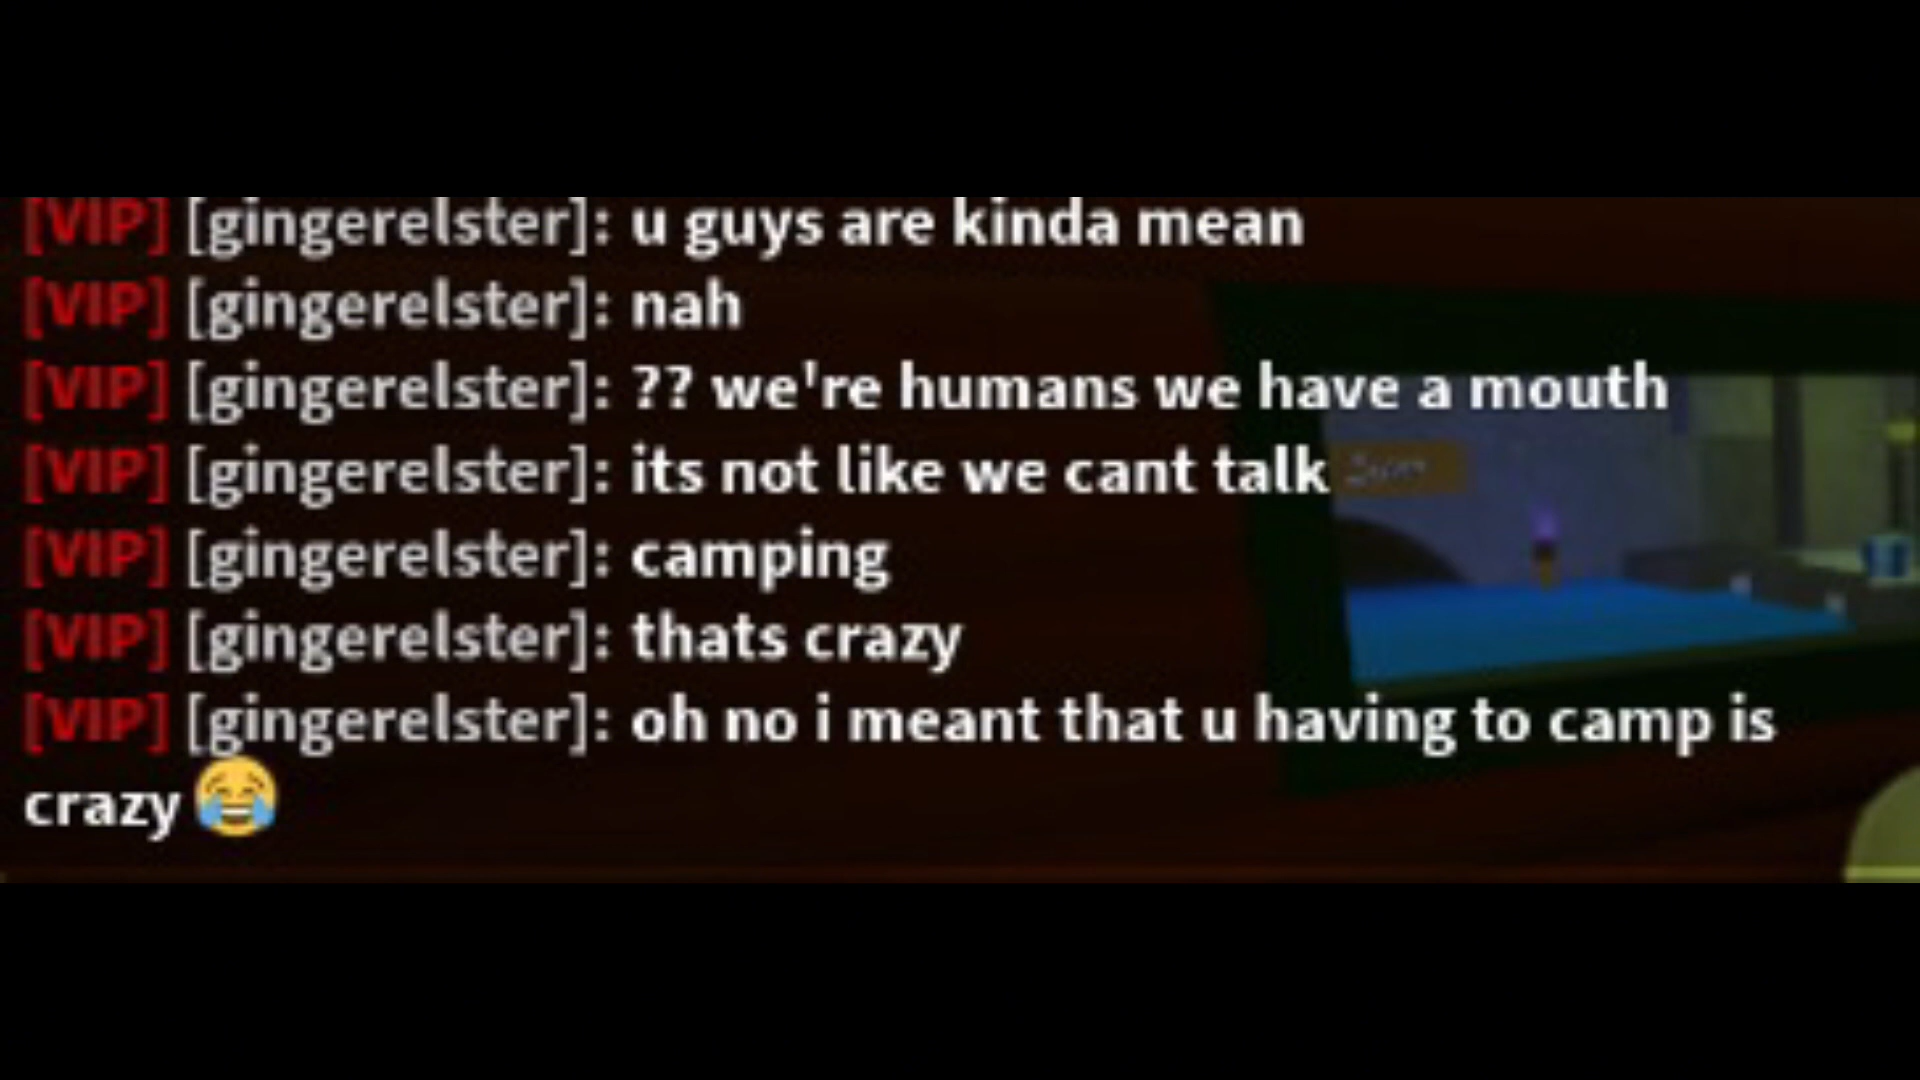 [VIP] [gingerelster]: u guys are kinda mean
[VIP] [gingerelster]: nah
[VIP] [gingerelster]: ?? we're humans we have a mouth
[VIP] [gingerelster]: its not like we cant talk
[VIP] [gingerelster]: camping
[VIP] [gingerelster]: thats crazy
[VIP] [gingerelster]: oh no i meant that u having to camp is
crazy 😂